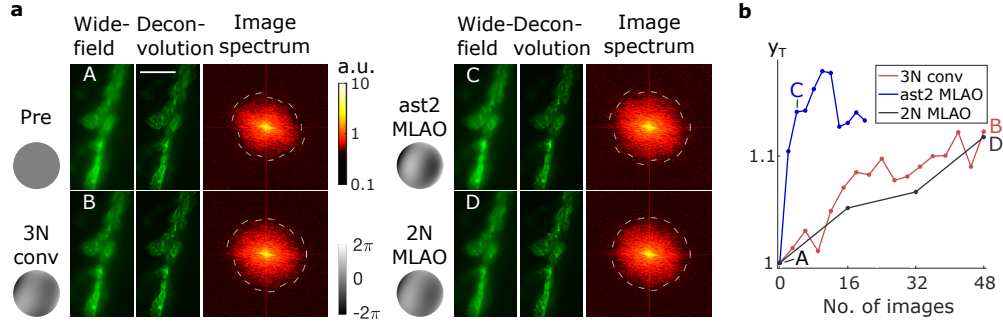 a
Wide-
field
Decon-
volution
Image
spectrum
a.u.
10
1
0.1
Pre
A
3N
conv
B
2π
0
-2π
Wide-
field
Decon-
volution
Image
spectrum
ast2
MLAO
C
2N
MLAO
D
b
yT
3N conv
ast2 MLAO
2N MLAO
C
B
D
A
1.1
1
0 16 32 48
No. of images